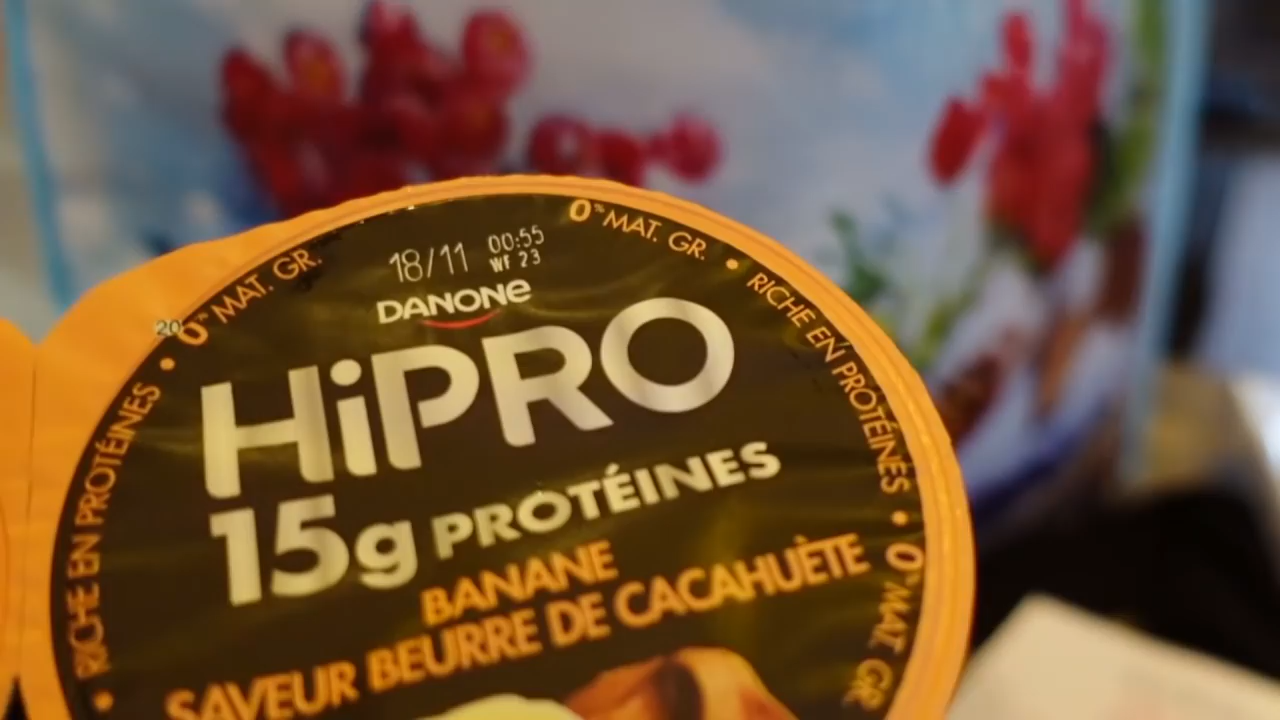 18/11 00:55
WF 23
DANONE
HiPRO
15g PROTÉINES
BANANE
SAVEUR BEURRE DE CACAHUÈTE
20
• RICHE EN PROTÉINES • 0% MAT. GR.
0% MAT. GR. • RICHE EN PROTÉINES • 0% MAT. GR.